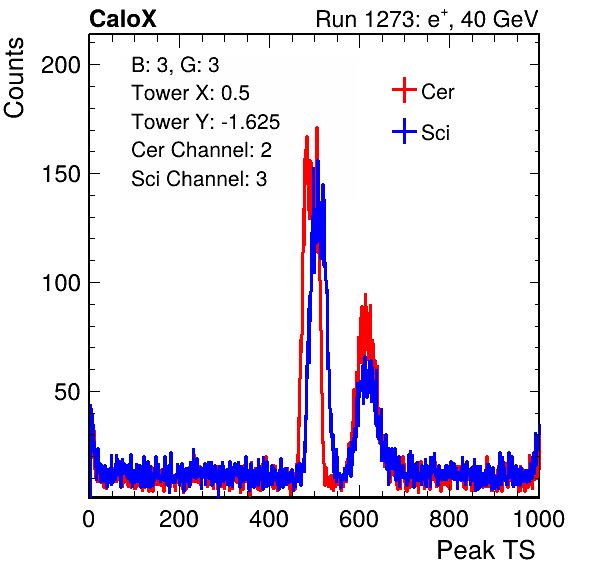 CaloX Run 1273: e⁺, 40 GeV
Counts
B: 3, G: 3
Tower X: 0.5
Tower Y: -1.625
Cer Channel: 2
Sci Channel: 3
Cer
Sci
200
150
100
50
0 200 400 600 800 1000
Peak TS